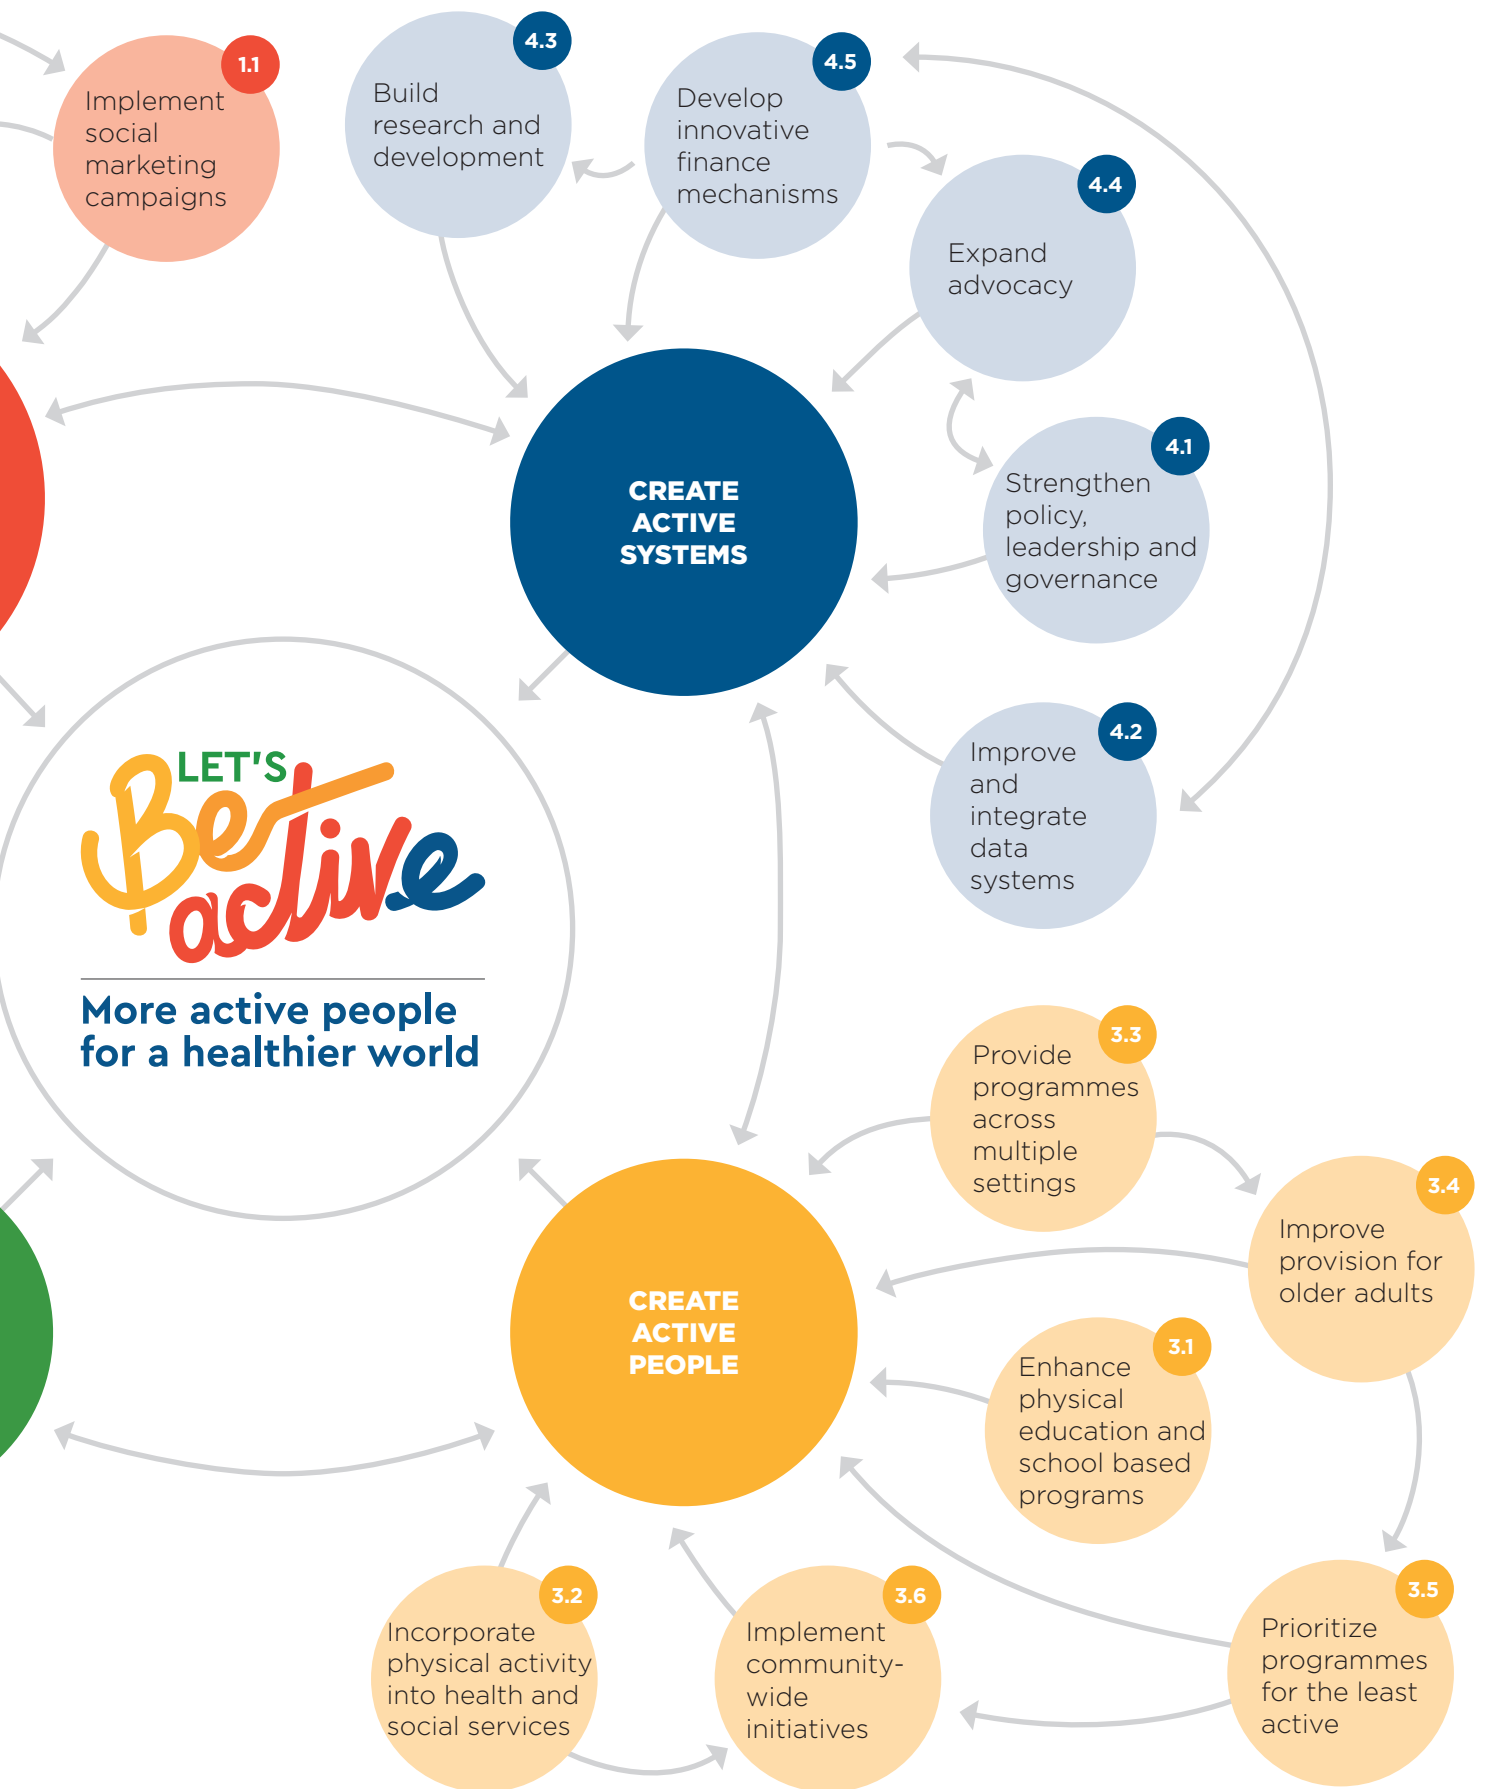 1.1
Implement
social
marketing
campaigns
4.3
Build
research and
development
4.5
Develop
innovative
finance
mechanisms
4.4
Expand
advocacy
4.1
Strengthen
policy,
leadership and
governance
CREATE
ACTIVE
SYSTEMS
4.2
Improve
and
integrate
data
systems
LET'S
Be
active
More active people
for a healthier world
3.3
Provide
programmes
across
multiple
settings
3.4
Improve
provision for
older adults
CREATE
ACTIVE
PEOPLE
3.1
Enhance
physical
education and
school based
programs
3.2
Incorporate
physical activity
into health and
social services
3.6
Implement
community-
wide
initiatives
3.5
Prioritize
programmes
for the least
active